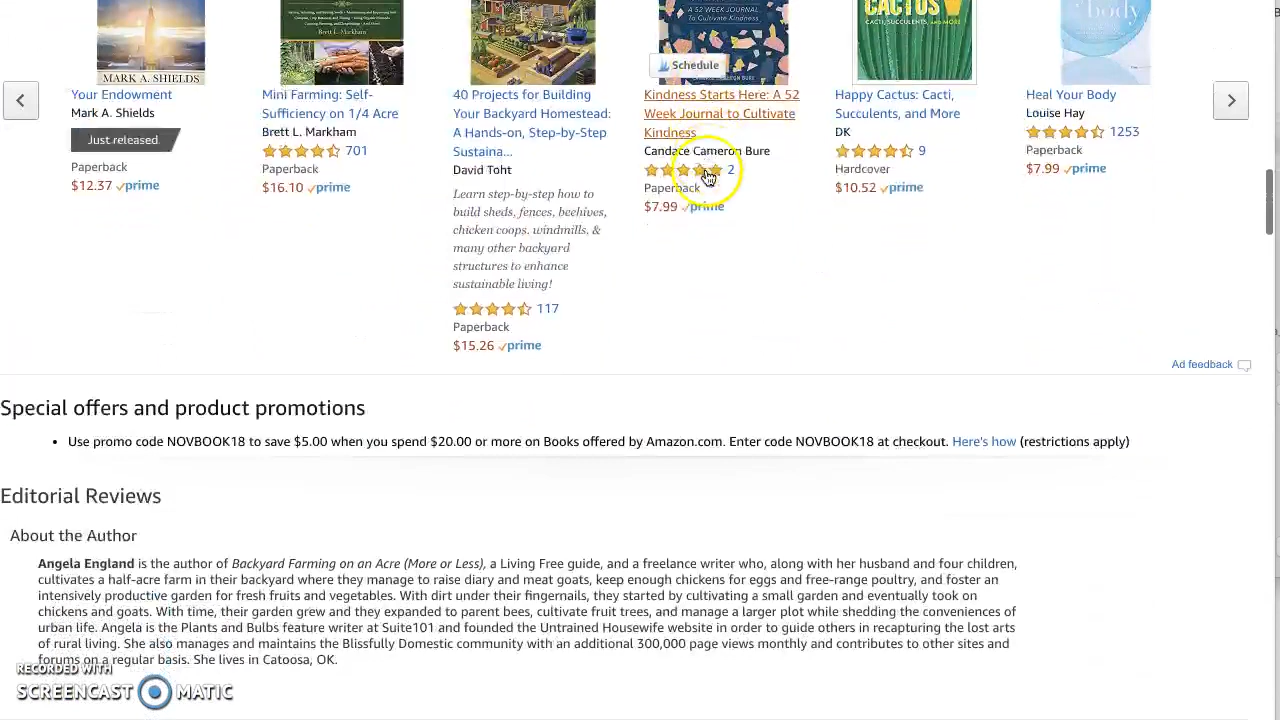 MARK A. SHIELDS
Brett L. Markham
A 52 WEEK JOURNAL
To CULTIVATE
KINDNESS
CANDACE CAMERON BURE
CACTUS
CACTI, SUCCULENTS, AND MORE
body
Schedule
Your Endowment
Mark A. Shields
Just released
Paperback
$12.37 prime
Mini Farming: Self-
Sufficiency on 1/4 Acre
Brett L. Markham
701
Paperback
$16.10 prime
40 Projects for Building
Your Backyard Homestead:
A Hands-on, Step-by-Step
Sustaina...
David Toht
Learn step-by-step how to
build sheds, fences, beehives,
chicken coops, windmills, &
many other backyard
structures to enhance
sustainable living!
117
Paperback
$15.26 prime
Kindness Starts Here: A 52
Week Journal to Cultivate
Kindness
Candace Cameron Bure
2
Paperback
$7.99 prime
Happy Cactus: Cacti,
Succulents, and More
DK
9
Hardcover
$10.52 prime
Heal Your Body
Louise Hay
1253
Paperback
$7.99 prime
Ad feedback
Special offers and product promotions
• Use promo code NOVBOOK18 to save $5.00 when you spend $20.00 or more on Books offered by Amazon.com. Enter code NOVBOOK18 at checkout. Here's how (restrictions apply)
Editorial Reviews
About the Author
Angela England is the author of Backyard Farming on an Acre (More or Less), a Living Free guide, and a freelance writer who, along with her husband and four children,
cultivates a half-acre farm in their backyard where they manage to raise diary and meat goats, keep enough chickens for eggs and free-range poultry, and foster an
intensively productive garden for fresh fruits and vegetables. With dirt under their fingernails, they started by cultivating a small garden and eventually took on
chickens and goats. With time, their garden grew and they expanded to parent bees, cultivate fruit trees, and manage a larger plot while shedding the conveniences of
urban life. Angela is the Plants and Bulbs feature writer at Suite101 and founded the Untrained Housewife website in order to guide others in recapturing the lost arts
of rural living. She also manages and maintains the Blissfully Domestic community with an additional 300,000 page views monthly and contributes to other sites and
forums on a regular basis. She lives in Catoosa, OK.
RECORDED WITH
SCREENCAST MATIC